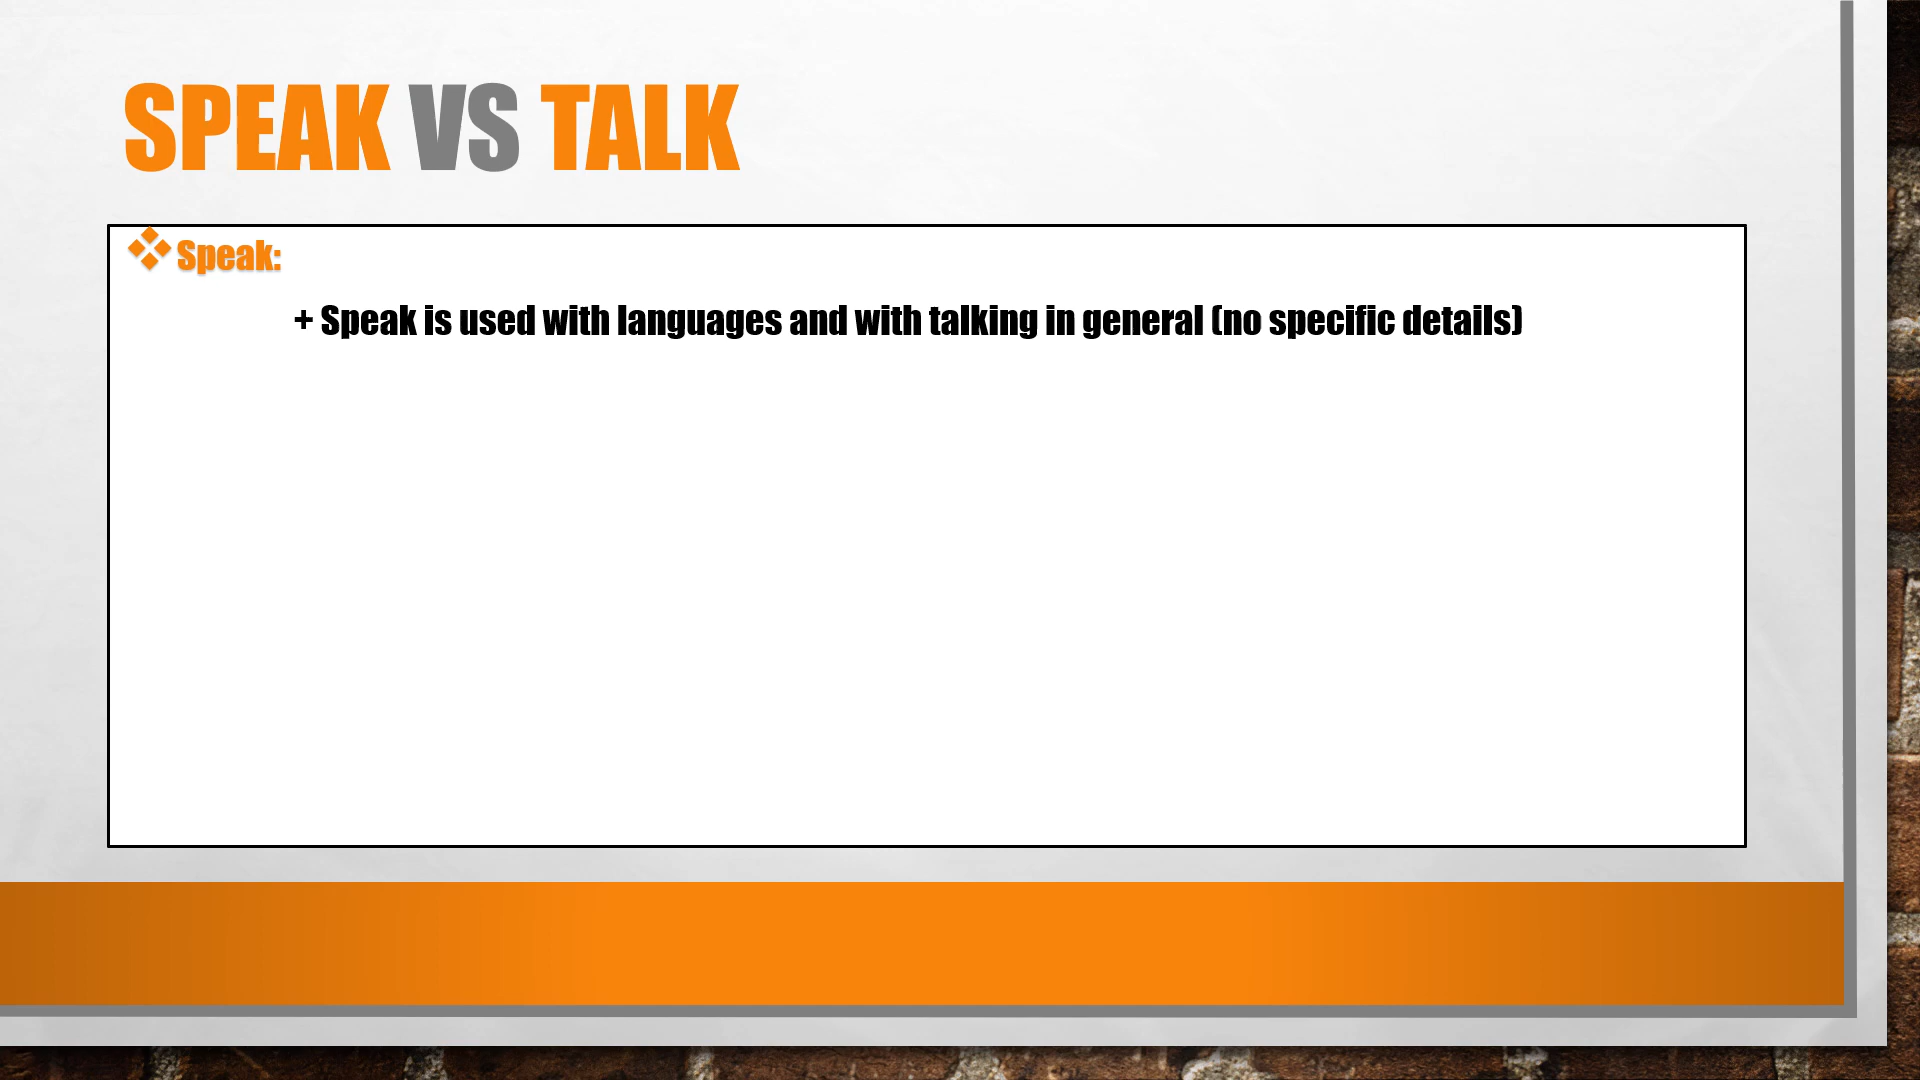 SPEAK VS TALK
Speak:
+ Speak is used with languages and with talking in general (no specific details)